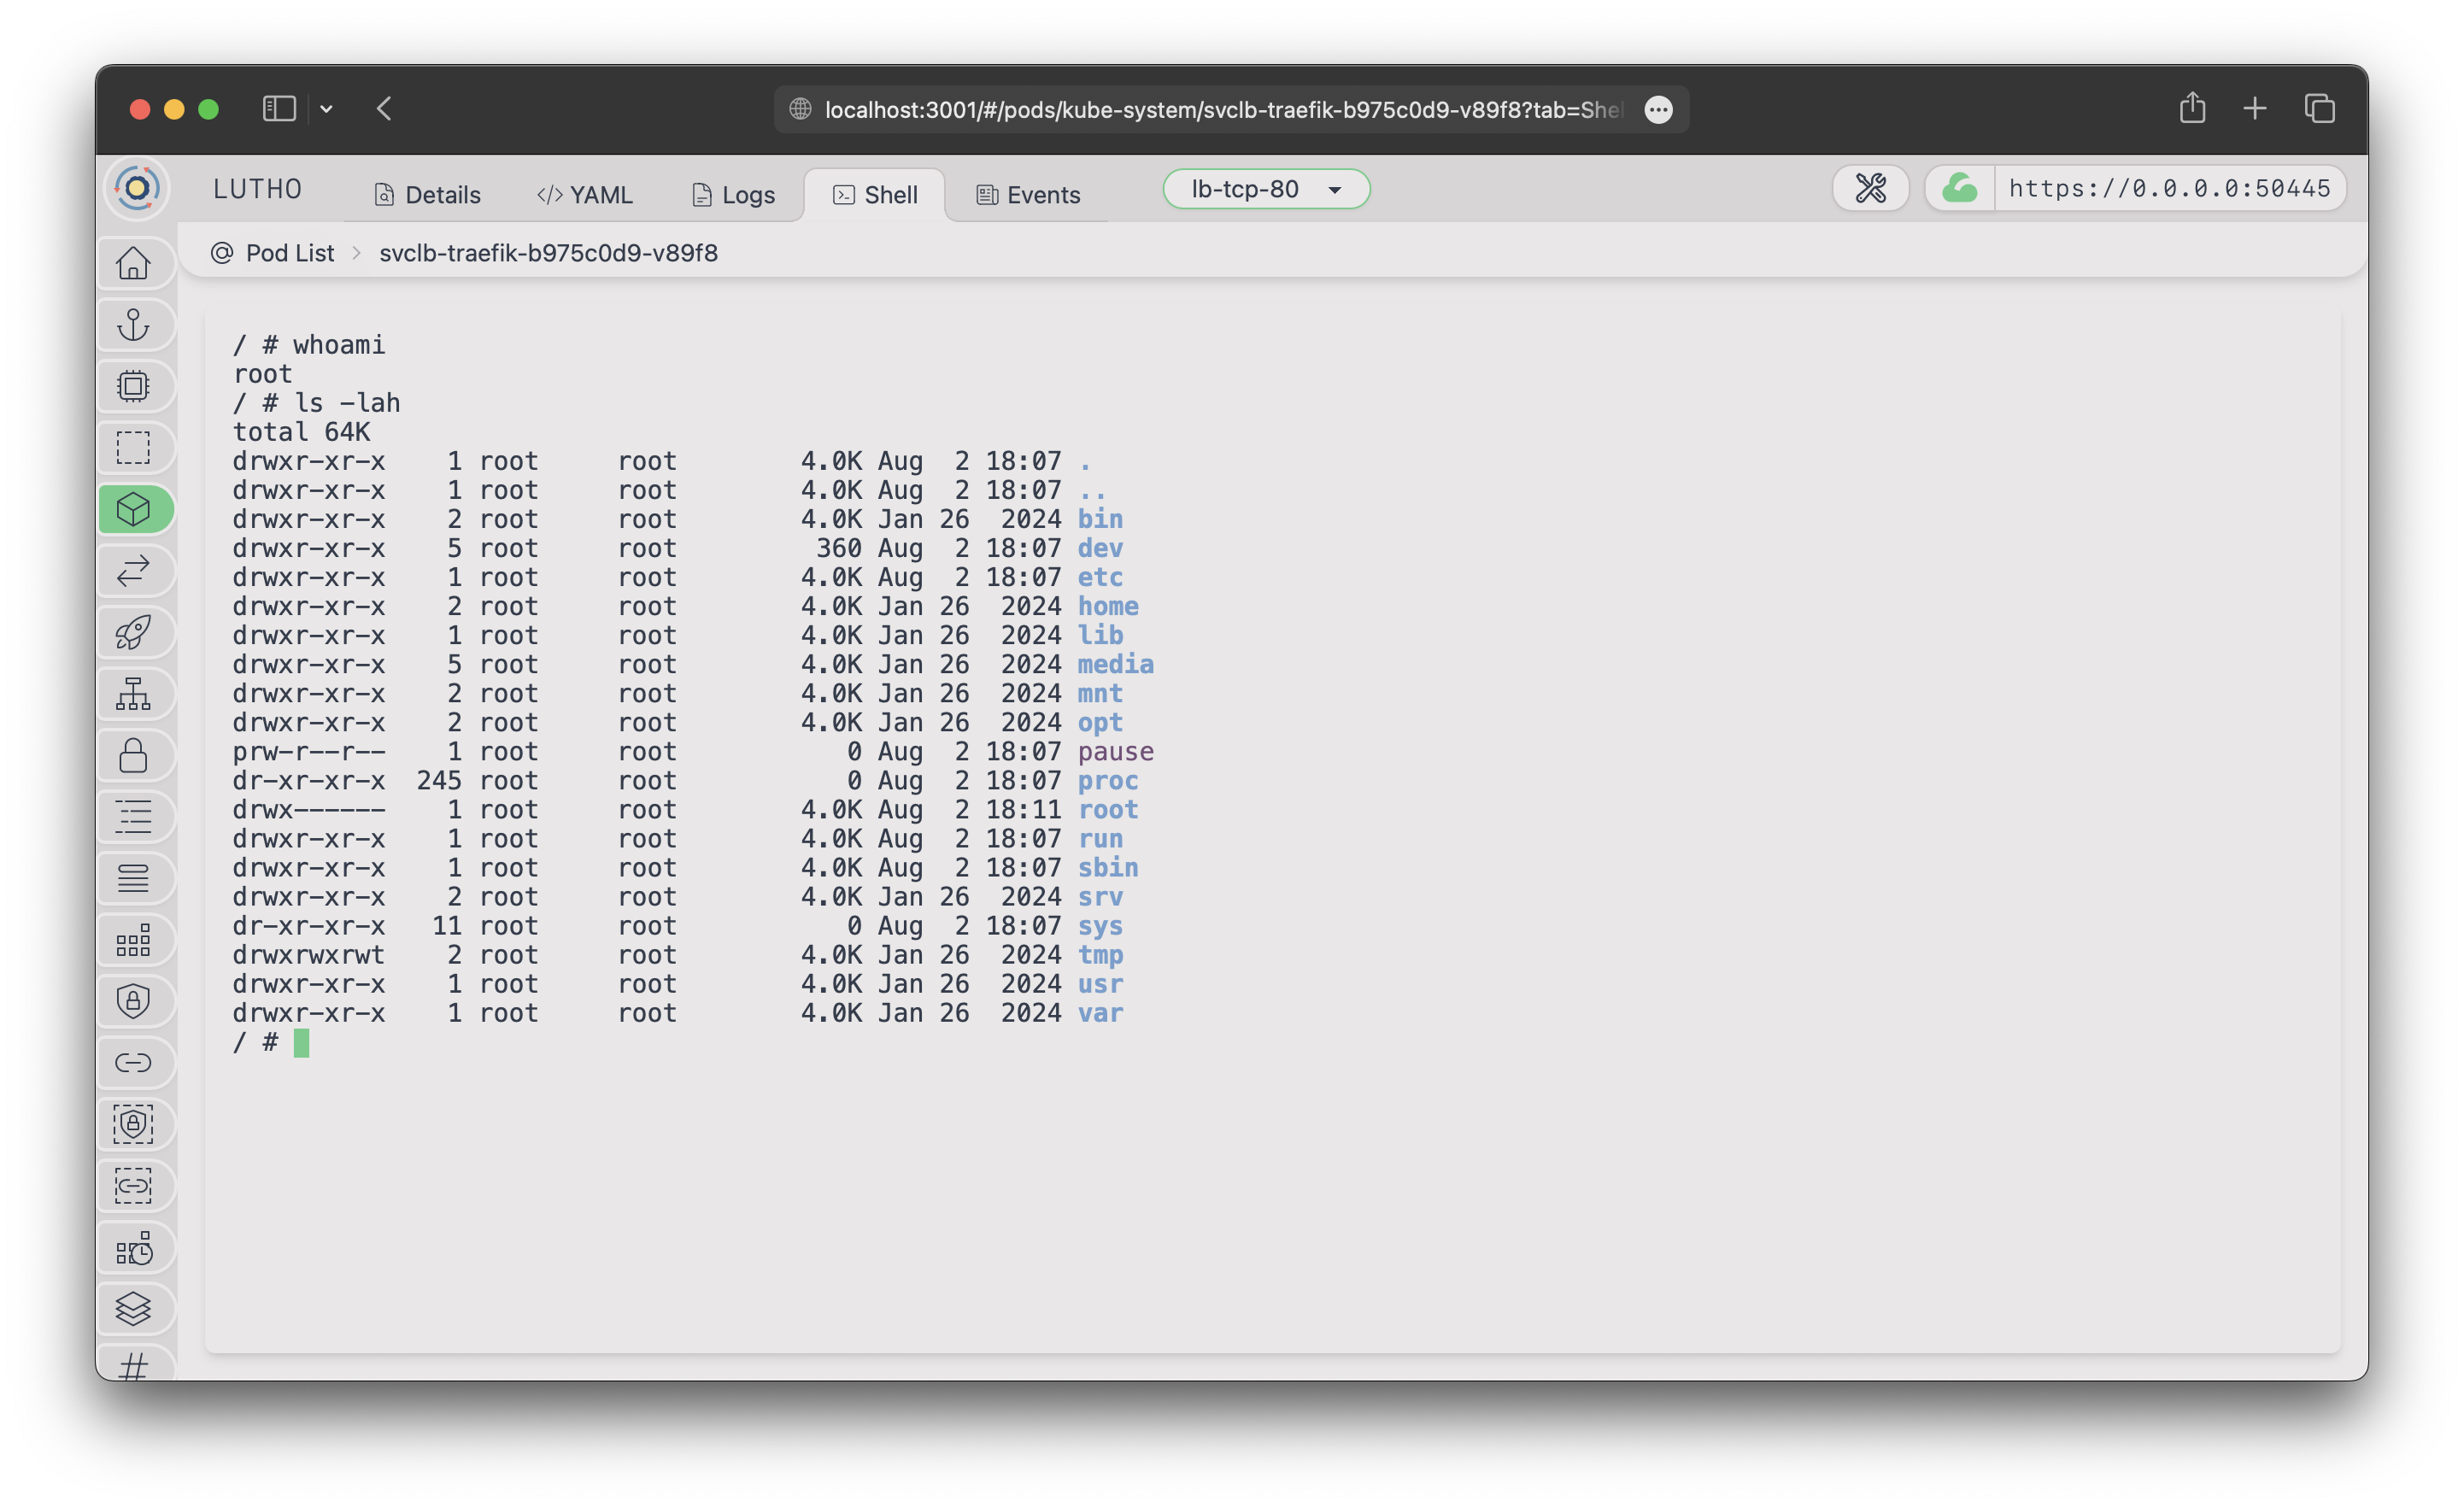 localhost:3001/#/pods/kube-system/svclb-traefik-b975c0d9-v89f8?tab=She
LUTHO
Details
YAML
Logs
Shell
Events
lb-tcp-80
https://0.0.0.0:50445
Pod List > svclb-traefik-b975c0d9-v89f8
/ # whoami
root
/ # ls -lah
total 64K
drwxr-xr-x    1 root     root        4.0K Aug  2 18:07 .
drwxr-xr-x    1 root     root        4.0K Aug  2 18:07 ..
drwxr-xr-x    2 root     root        4.0K Jan 26  2024 bin
drwxr-xr-x    5 root     root         360 Aug  2 18:07 dev
drwxr-xr-x    1 root     root        4.0K Aug  2 18:07 etc
drwxr-xr-x    2 root     root        4.0K Jan 26  2024 home
drwxr-xr-x    1 root     root        4.0K Jan 26  2024 lib
drwxr-xr-x    5 root     root        4.0K Jan 26  2024 media
drwxr-xr-x    2 root     root        4.0K Jan 26  2024 mnt
drwxr-xr-x    2 root     root        4.0K Jan 26  2024 opt
prw-r--r--    1 root     root           0 Aug  2 18:07 pause
dr-xr-xr-x  245 root     root           0 Aug  2 18:07 proc
drwx------    1 root     root        4.0K Aug  2 18:11 root
drwxr-xr-x    1 root     root        4.0K Aug  2 18:07 run
drwxr-xr-x    1 root     root        4.0K Aug  2 18:07 sbin
drwxr-xr-x    2 root     root        4.0K Jan 26  2024 srv
dr-xr-xr-x   11 root     root           0 Aug  2 18:07 sys
drwxrwxrwt    2 root     root        4.0K Jan 26  2024 tmp
drwxr-xr-x    1 root     root        4.0K Jan 26  2024 usr
drwxr-xr-x    1 root     root        4.0K Jan 26  2024 var
/ #